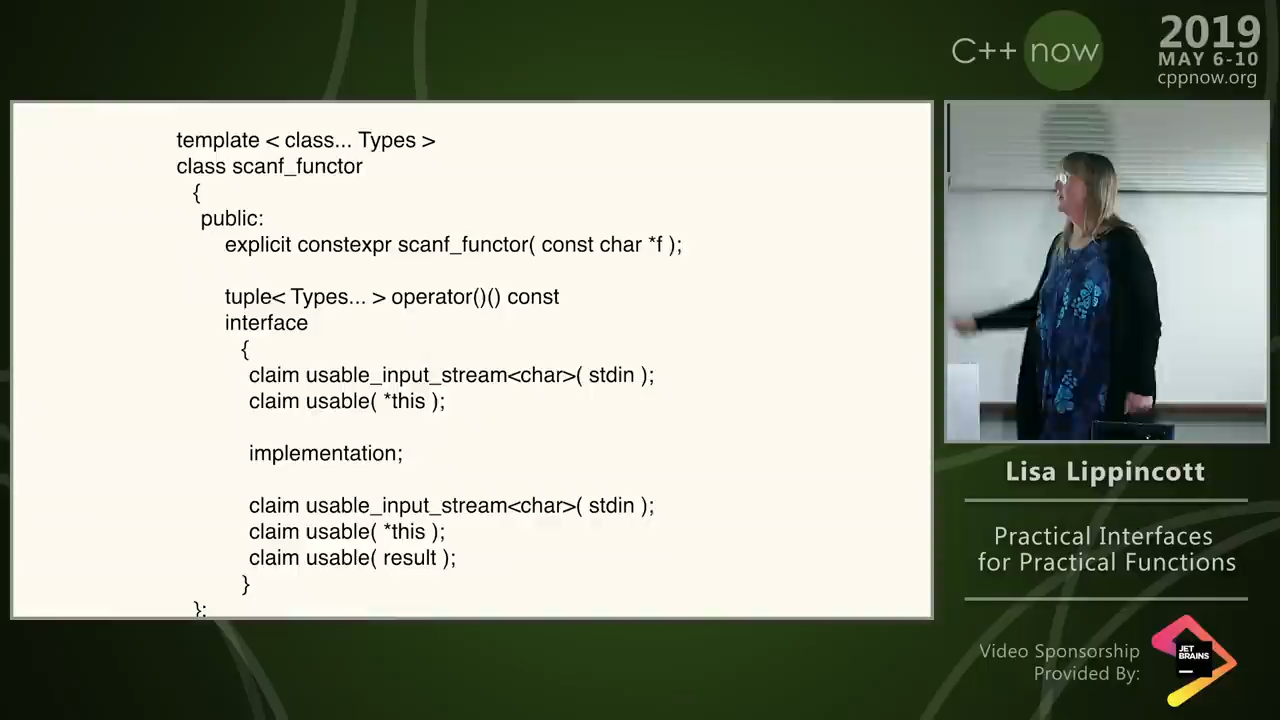 C++ now
2019
MAY 6-10
cppnow.org
template < class... Types >
class scanf_functor
{
public:
explicit constexpr scanf_functor( const char *f );
tuple< Types... > operator()() const
interface
{
claim usable_input_stream<char>( stdin );
claim usable( *this );
implementation;
claim usable_input_stream<char>( stdin );
claim usable( *this );
claim usable( result );
}
};
Lisa Lippincott
Practical Interfaces
for Practical Functions
Video Sponsorship
Provided By:
JET
BRAINS